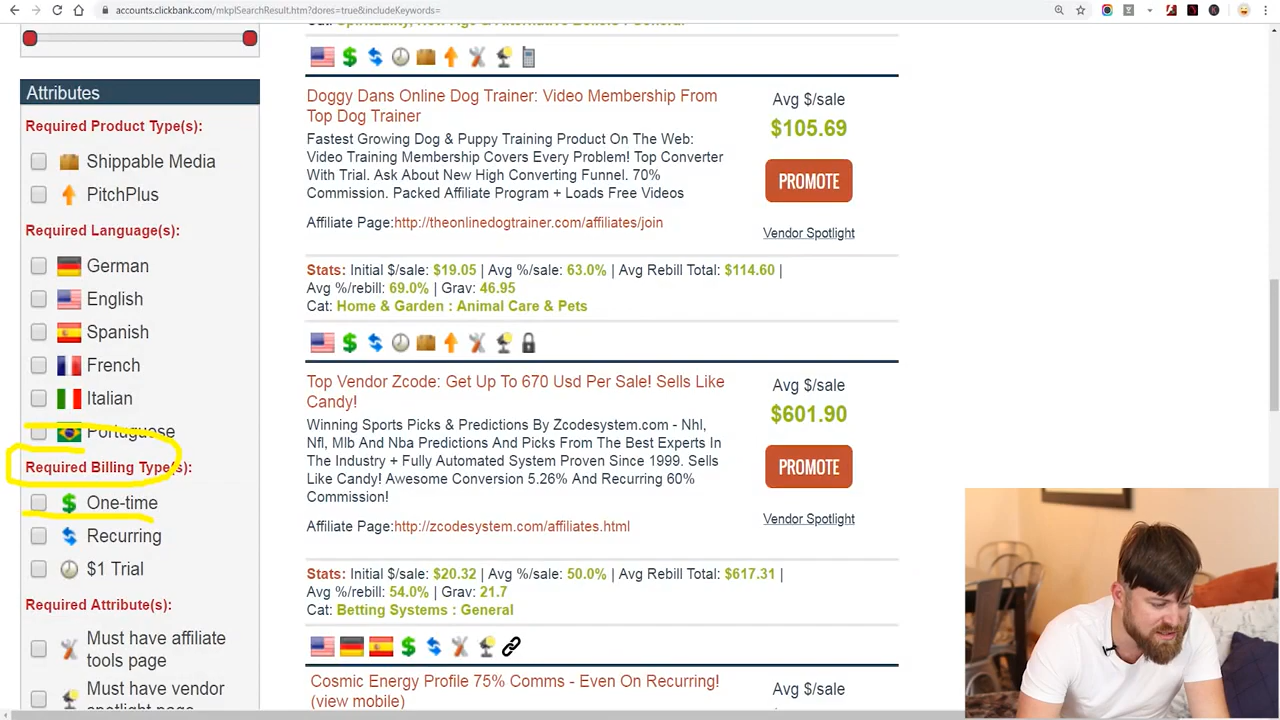 accounts.clickbank.com/mkplSearchResult.htm?dores=true&includeKeywords=
Attributes
Required Product Type(s):
Shippable Media
PitchPlus
Required Language(s):
German
English
Spanish
French
Italian
Portuguese
Required Billing Type(s):
One-time
Recurring
$1 Trial
Required Attribute(s):
Must have affiliate
tools page
Must have vendor
spotlight page
Cat: Spirituality, New Age & Alternative Beliefs : General
Doggy Dans Online Dog Trainer: Video Membership From
Top Dog Trainer
Fastest Growing Dog & Puppy Training Product On The Web:
Video Training Membership Covers Every Problem! Top Converter
With Trial. Ask About New High Converting Funnel. 70%
Commission. Packed Affiliate Program + Loads Free Videos
Affiliate Page:http://theonlinedogtrainer.com/affiliates/join
Avg $/sale
$105.69
PROMOTE
Vendor Spotlight
Stats: Initial $/sale: $19.05 | Avg %/sale: 63.0% | Avg Rebill Total: $114.60 |
Avg %/rebill: 69.0% | Grav: 46.95
Cat: Home & Garden : Animal Care & Pets
Top Vendor Zcode: Get Up To 670 Usd Per Sale! Sells Like
Candy!
Winning Sports Picks & Predictions By Zcodesystem.com - Nhl,
Nfl, Mlb And Nba Predictions And Picks From The Best Experts In
The Industry + Fully Automated System Proven Since 1999. Sells
Like Candy! Awesome Conversion 5.26% And Recurring 60%
Commission!
Affiliate Page:http://zcodesystem.com/affiliates.html
Avg $/sale
$601.90
PROMOTE
Vendor Spotlight
Stats: Initial $/sale: $20.32 | Avg %/sale: 50.0% | Avg Rebill Total: $617.31 |
Avg %/rebill: 54.0% | Grav: 21.7
Cat: Betting Systems : General
Cosmic Energy Profile 75% Comms - Even On Recurring!
(view mobile)
Avg $/sale